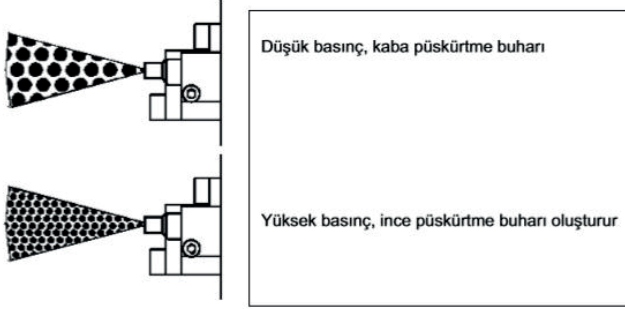 Düşük basınç, kaba püskürtme buharı
Yüksek basınç, ince püskürtme buharı oluşturur